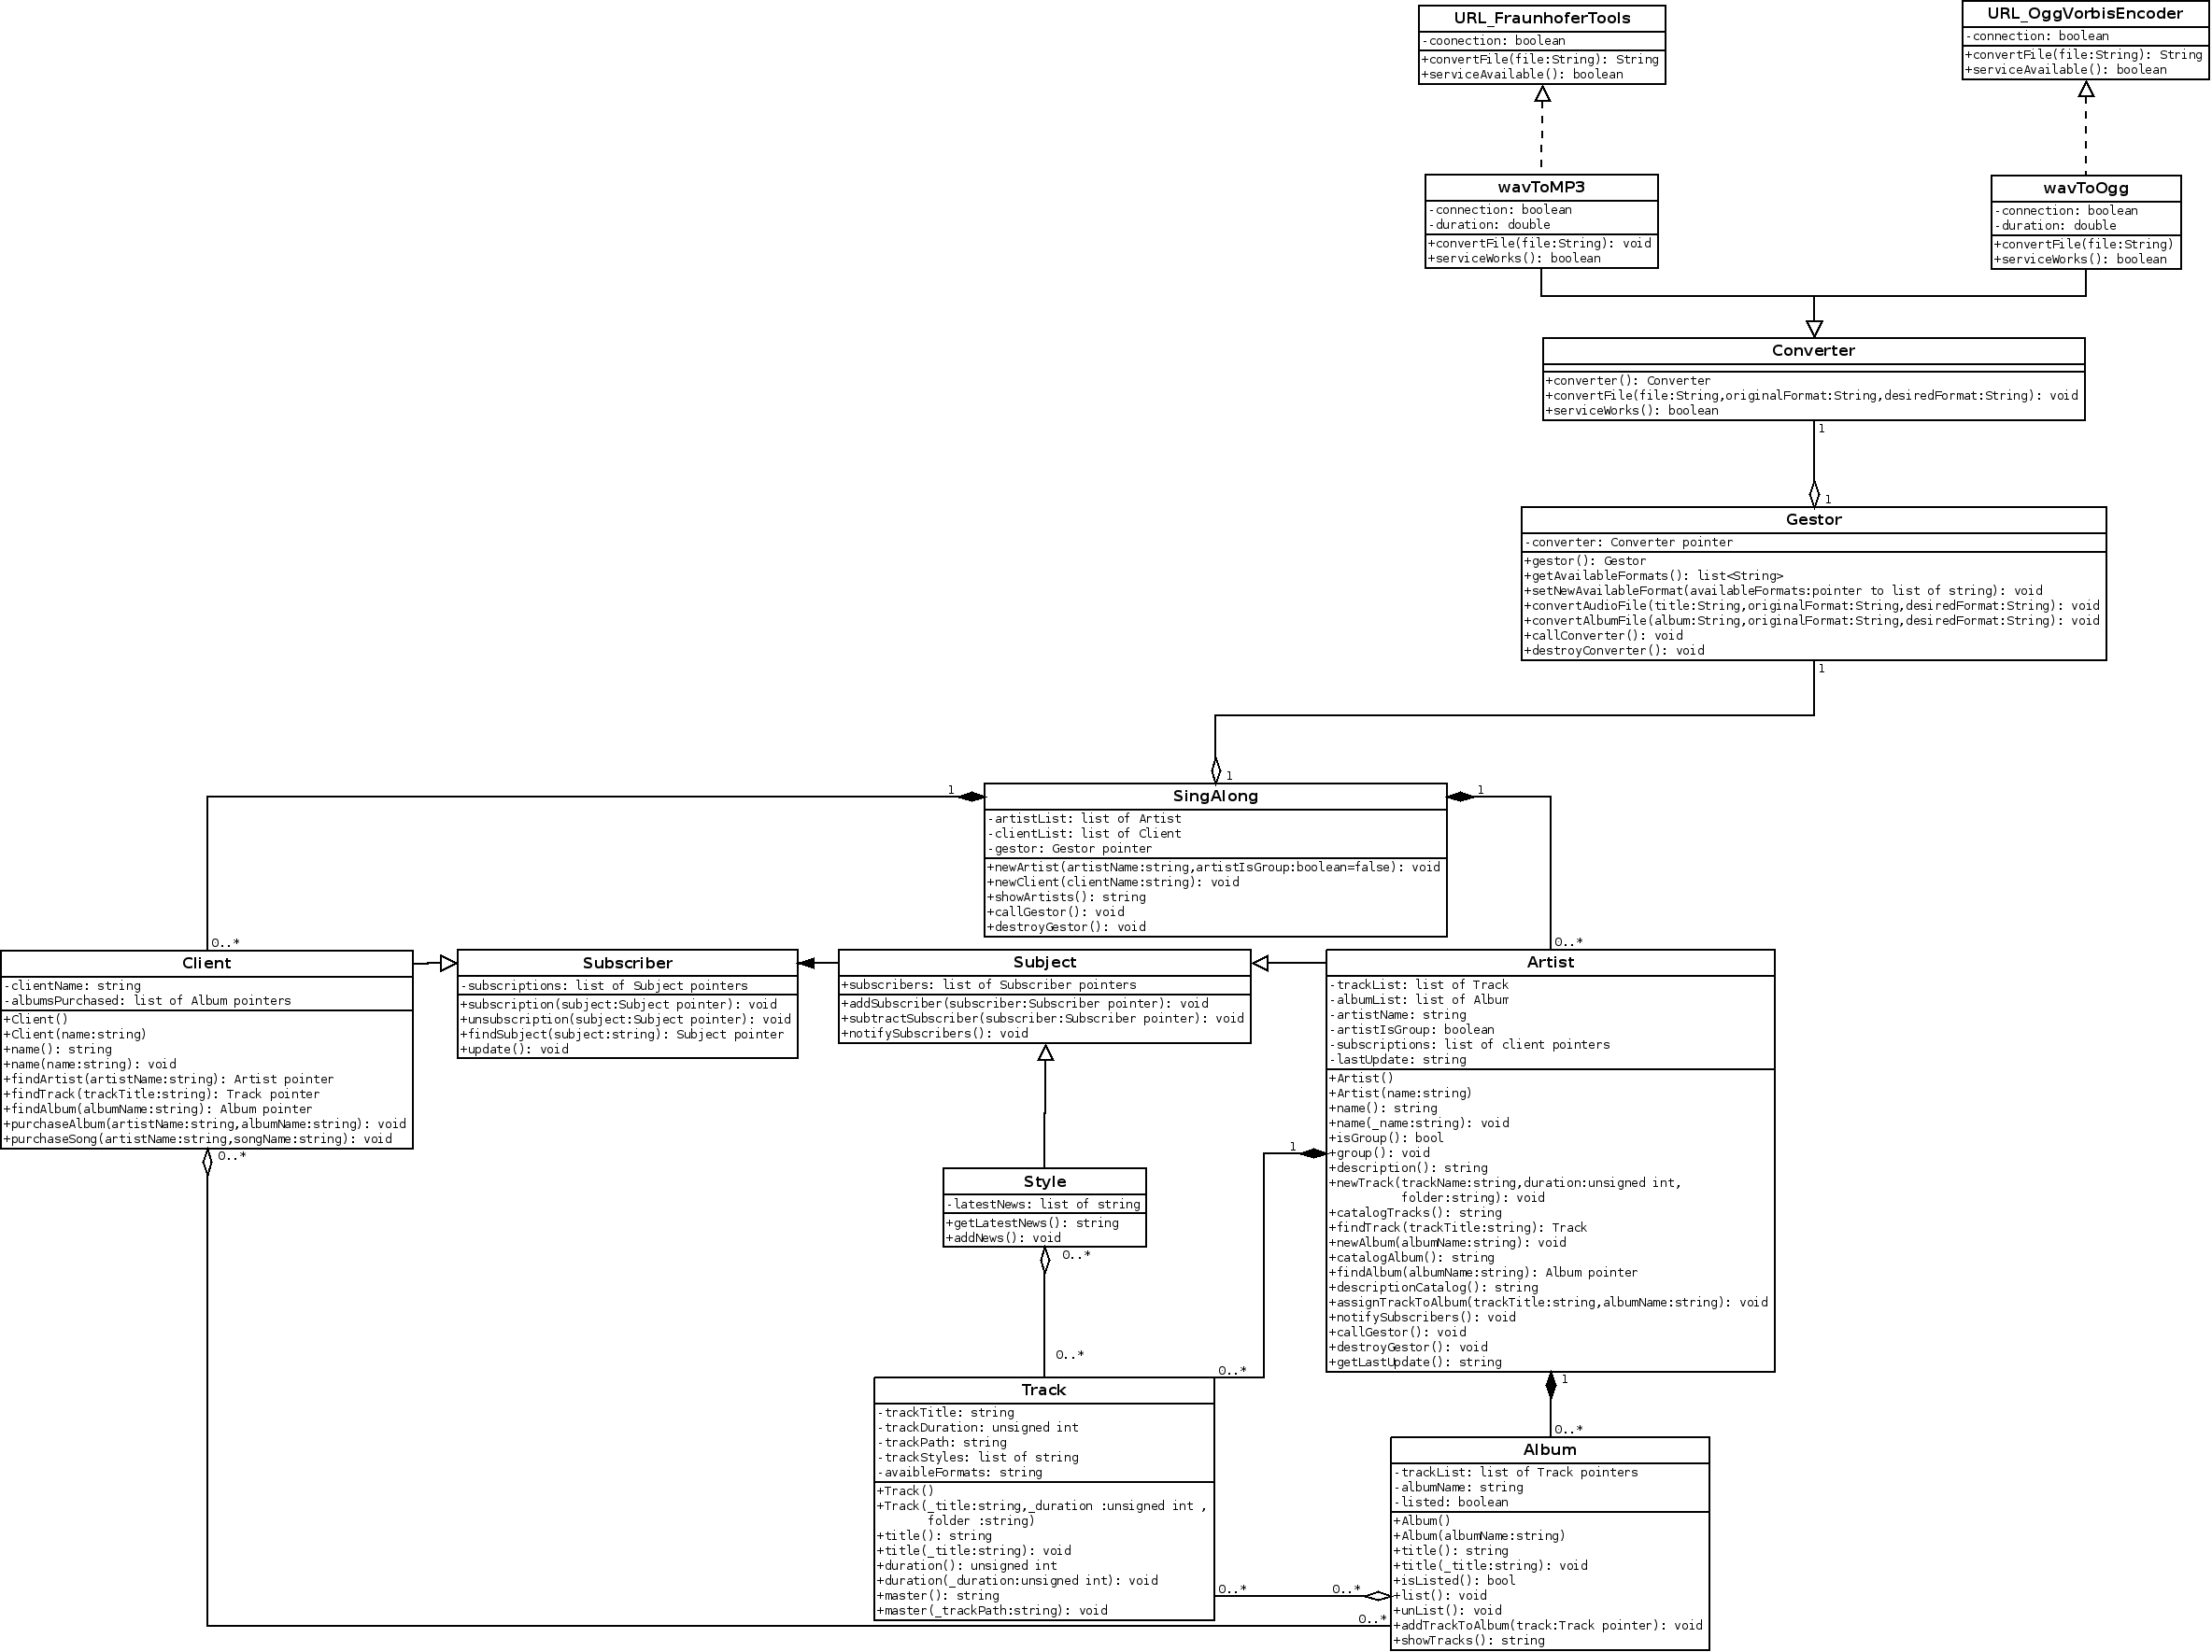 URL_FraunhoferTools
-coonection: boolean
+convertFile(file:String): String
+serviceAvailable(): boolean
URL_OggVorbisEncoder
-connection: boolean
+convertFile(file:String): String
+serviceAvailable(): boolean
wavToMP3
-connection: boolean
-duration: double
+convertFile(file:String): void
+serviceWorks(): boolean
wavToOgg
-connection: boolean
-duration: double
+convertFile(file:String)
+serviceWorks(): boolean
Converter
+converter(): Converter
+convertFile(file:String,originalFormat:String,desiredFormat:String): void
+serviceWorks(): boolean
1
1
Gestor
-converter: Converter pointer
+gestor(): Gestor
+getAvailableFormats(): list<String>
+setNewAvailableFormat(availableFormats:pointer to list of string): void
+convertAudioFile(title:String,originalFormat:String,desiredFormat:String): void
+convertAlbumFile(album:String,originalFormat:String,desiredFormat:String): void
+callConverter(): void
+destroyConverter(): void
1
1
1
1
SingAlong
-artistList: list of Artist
-clientList: list of Client
-gestor: Gestor pointer
+newArtist(artistName:string,artistIsGroup:boolean=false): void
+newClient(clientName:string): void
+showArtists(): string
+callGestor(): void
+destroyGestor(): void
0..*
0..*
Client
-clientName: string
-albumsPurchased: list of Album pointers
+Client()
+Client(name:string)
+name(): string
+name(name:string): void
+findArtist(artistName:string): Artist pointer
+findTrack(trackTitle:string): Track pointer
+findAlbum(albumName:string): Album pointer
+purchaseAlbum(artistName:string,albumName:string): void
+purchaseSong(artistName:string,songName:string): void
0..*
Subscriber
-subscriptions: list of Subject pointers
+subscription(subject:Subject pointer): void
+unsubscription(subject:Subject pointer): void
+findSubject(subject:string): Subject pointer
+update(): void
Subject
+subscribers: list of Subscriber pointers
+addSubscriber(subscriber:Subscriber pointer): void
+subtractSubscriber(subscriber:Subscriber pointer): void
+notifySubscribers(): void
Artist
-trackList: list of Track
-albumList: list of Album
-artistName: string
-artistIsGroup: boolean
-subscriptions: list of client pointers
-lastUpdate: string
+Artist()
+Artist(name:string)
+name(): string
+name(_name:string): void
+isGroup(): bool
+group(): void
+description(): string
+newTrack(trackName:string,duration:unsigned int,
folder:string): void
+catalogTracks(): string
+findTrack(trackTitle:string): Track
+newAlbum(albumName:string): void
+catalogAlbum(): string
+findAlbum(albumName:string): Album pointer
+descriptionCatalog(): string
+assignTrackToAlbum(trackTitle:string,albumName:string): void
+notifySubscribers(): void
+callGestor(): void
+destroyGestor(): void
+getLastUpdate(): string
1
1
Style
-latestNews: list of string
+getLatestNews(): string
+addNews(): void
0..*
0..*
0..*
0..*
Track
-trackTitle: string
-trackDuration: unsigned int
-trackPath: string
-trackStyles: list of string
-avaibleFormats: string
+Track()
+Track(_title:string,_duration :unsigned int ,
folder :string)
+title(): string
+title(_title:string): void
+duration(): unsigned int
+duration(_duration:unsigned int): void
+master(): string
+master(_trackPath:string): void
0..*
0..*
0..*
Album
-trackList: list of Track pointers
-albumName: string
-listed: boolean
+Album()
+Album(albumName:string)
+title(): string
+title(_title:string): void
+isListed(): bool
+list(): void
+unList(): void
+addTrackToAlbum(track:Track pointer): void
+showTracks(): string